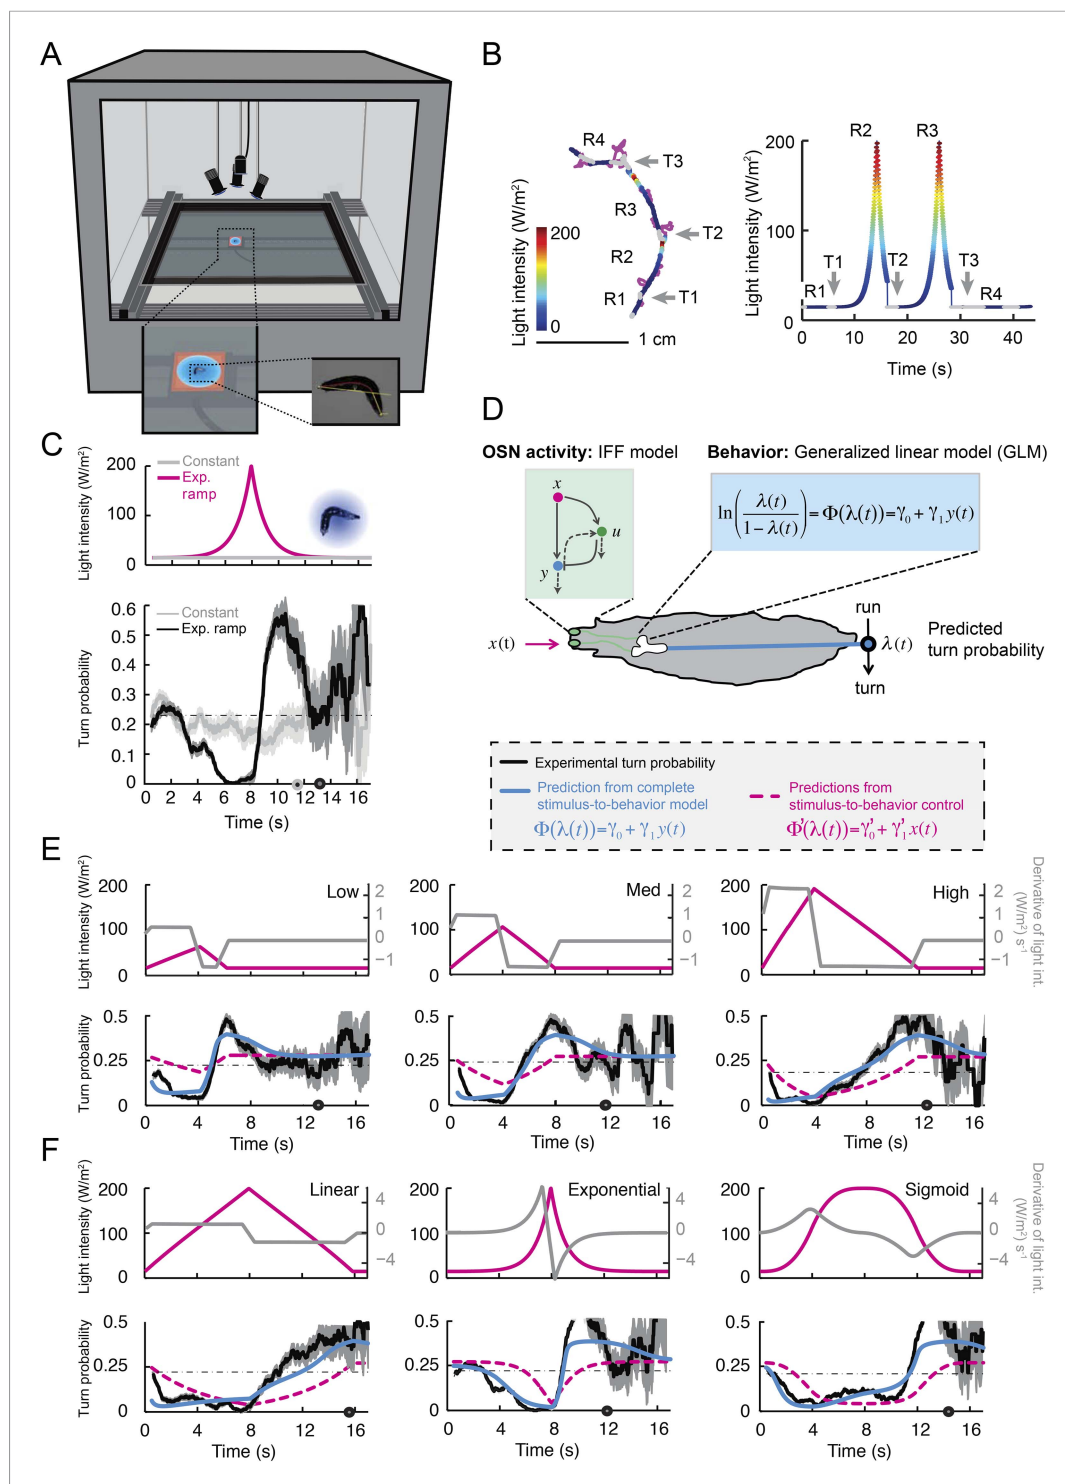 A
B
Light intensity (W/m²)
200
0
R4
T3
R3
T2
R2
R1
T1
1 cm
Light intensity (W/m²)
200
100
0
R2
R3
T1
T2
T3
R1
R4
0 10 20 30 40
Time (s)
C
Light intensity (W/m²)
200
100
0
Constant
Exp.
ramp
Turn probability
0.6
0.5
0.4
0.3
0.2
0.1
0
Constant
Exp. ramp
0 2 4 6 8 10 12 14 16
Time (s)
D
OSN activity: IFF model
Behavior: Generalized linear model (GLM)
x
u
y
ln(λ(t)/(1−λ(t))) = Φ(λ(t)) = γ₀ + γ₁ y(t)
x(t)
run
λ(t)
turn
Predicted
turn probability
Experimental turn probability
Prediction from complete
stimulus-to-behavior model
Φ(λ(t)) = γ₀ + γ₁ y(t)
Predictions from
stimulus-to-behavior control
Φ'(λ(t)) = γ₀' + γ₁' x(t)
E
Light intensity (W/m²)
200
100
0
Low
2
1
0
−1
200
100
0
Med
2
1
0
−1
200
100
0
High
2
1
0
−1
Derivative of light int.
(W/m²) s⁻¹
Turn probability
0.5
0.25
0
0 4 8 12 16
Time (s)
0.5
0.25
0
0 4 8 12 16
Time (s)
0.5
0.25
0
0 4 8 12 16
Time (s)
F
Light intensity (W/m²)
200
100
0
Linear
4
0
−4
200
100
0
Exponential
4
0
−4
200
100
0
Sigmoid
4
0
−4
Derivative of light int.
(W/m²) s⁻¹
Turn probability
0.5
0.25
0
0 4 8 12 16
Time (s)
0.5
0.25
0
0 4 8 12 16
Time (s)
0.5
0.25
0
0 4 8 12 16
Time (s)